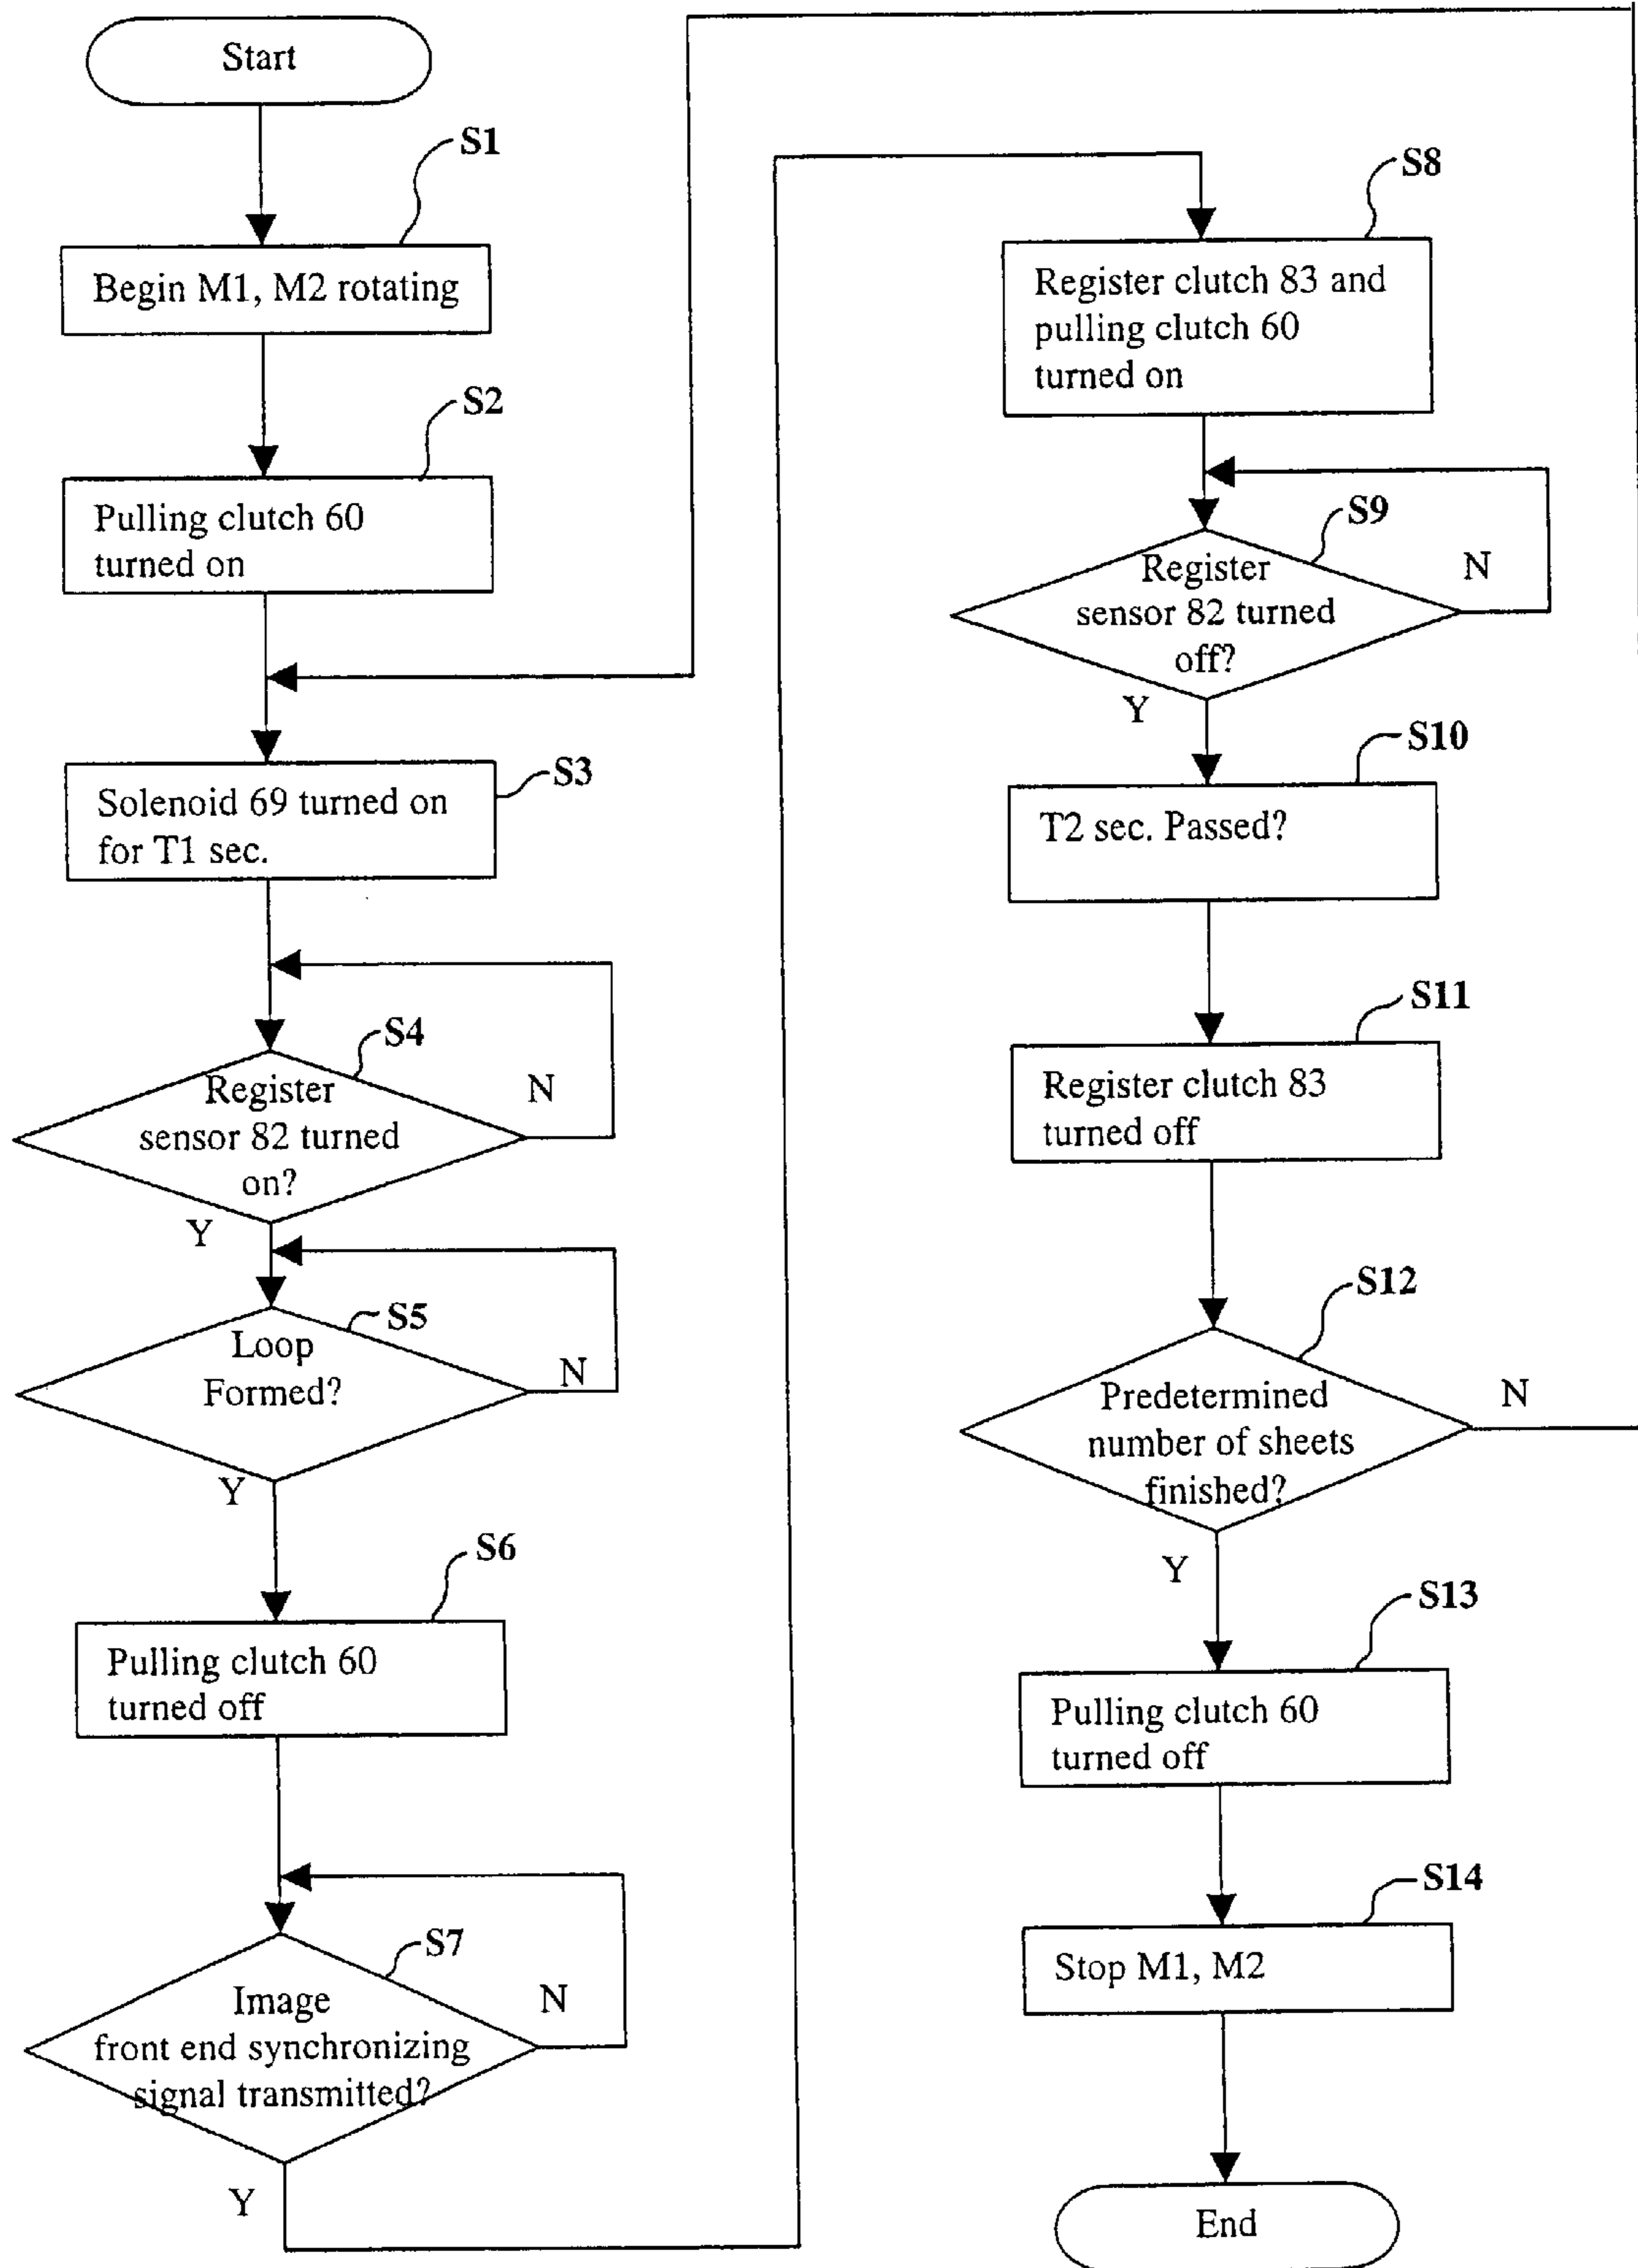 Start
S1
Begin M1, M2 rotating
S2
Pulling clutch 60
turned on
S3
Solenoid 69 turned on
for T1 sec.
S4
Register
sensor 82 turned
on?
N
Y
S5
Loop
Formed?
N
Y
S6
Pulling clutch 60
turned off
S7
Image
front end synchronizing
signal transmitted?
N
Y
S8
Register clutch 83 and
pulling clutch 60
turned on
S9
Register
sensor 82 turned
off?
N
Y
S10
T2 sec. Passed?
S11
Register clutch 83
turned off
S12
Predetermined
number of sheets
finished?
N
Y
S13
Pulling clutch 60
turned off
S14
Stop M1, M2
End